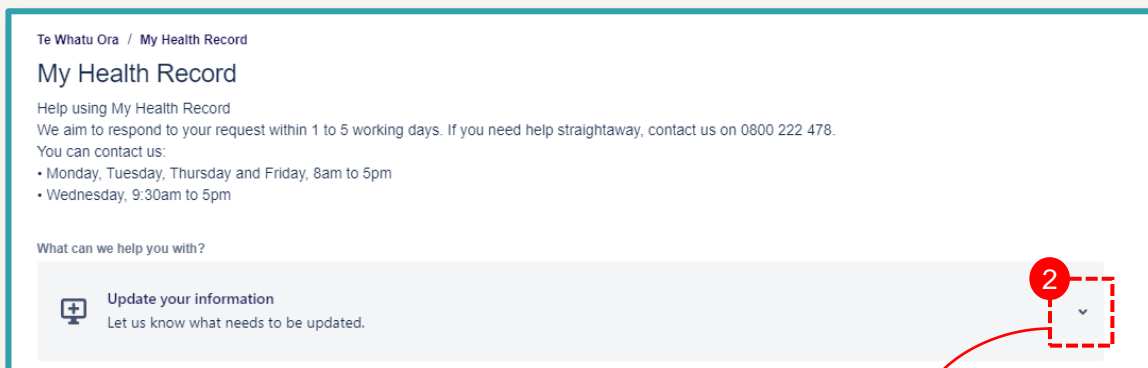 Te Whatu Ora / My Health Record
My Health Record
Help using My Health Record
We aim to respond to your request within 1 to 5 working days. If you need help straightaway, contact us on 0800 222 478.
You can contact us:
• Monday, Tuesday, Thursday and Friday, 8am to 5pm
• Wednesday, 9:30am to 5pm
What can we help you with?
2
Update your information
Let us know what needs to be updated.